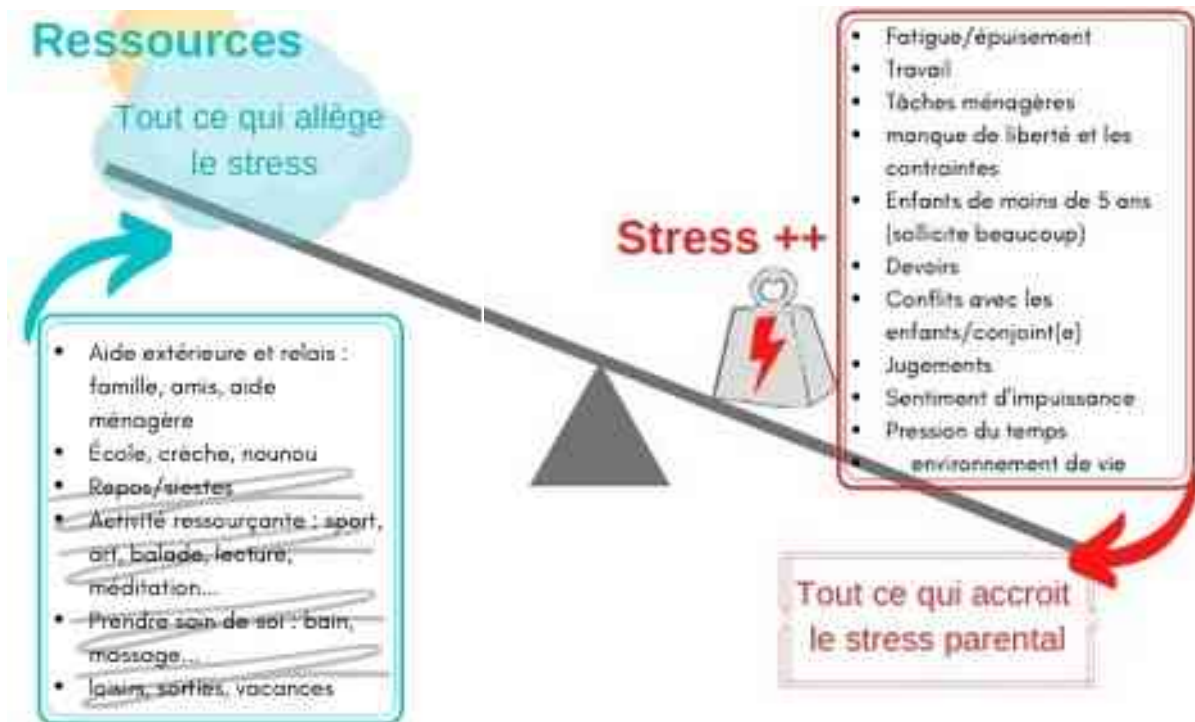 Ressources
Tout ce qui allège
le stress
• Aide extérieure et relais :
famille, amis, aide
ménagère
• École, crèche, nounou
• Repos/siestes
• Activité ressourçante : sport,
art, balade, lecture,
méditation...
• Prendre soin de soi : bain,
massage...
• loisirs, sorties, vacances
Stress ++
• Fatigue/épuisement
• Travail
• Tâches ménagères
• manque de liberté et les
contraintes
• Enfants de moins de 5 ans
(sollicite beaucoup)
• Devoirs
• Conflits avec les
enfants/conjoint(e)
• Jugements
• Sentiment d'impuissance
• Pression du temps
• environnement de vie
Tout ce qui accroit
le stress parental